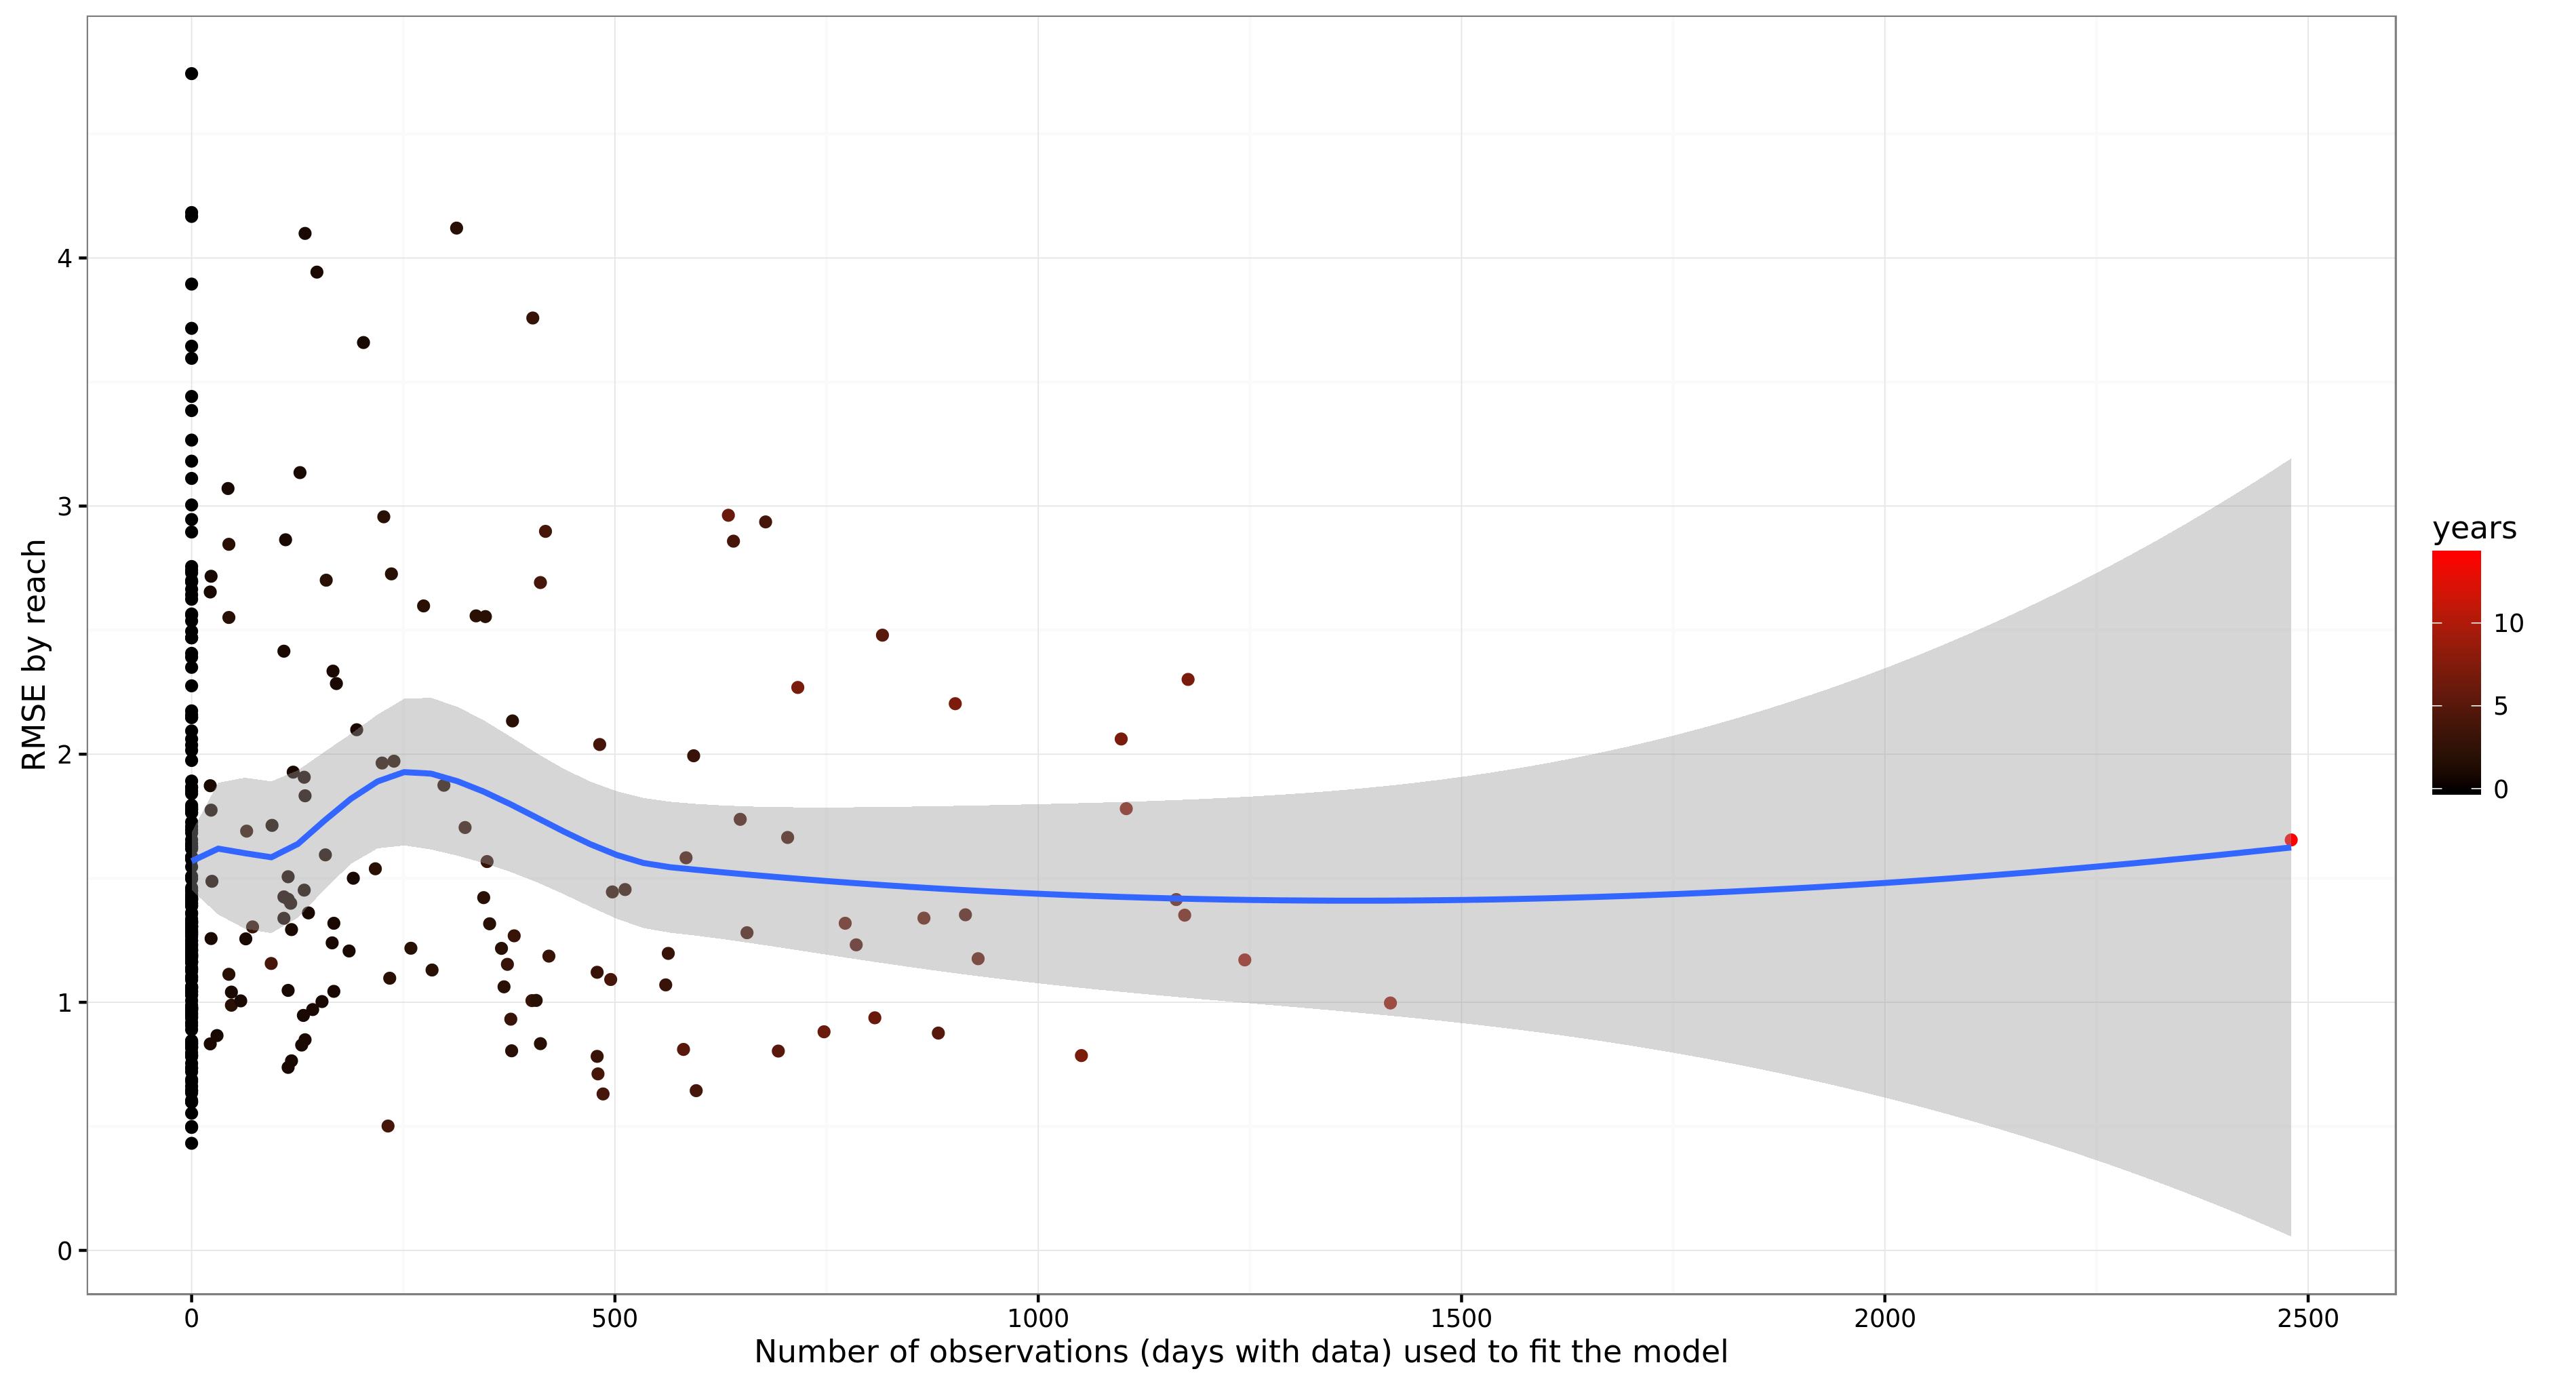 RMSE by reach
4
3
2
1
0
0 500 1000 1500 2000 2500
Number of observations (days with data) used to fit the model
years
10
5
0